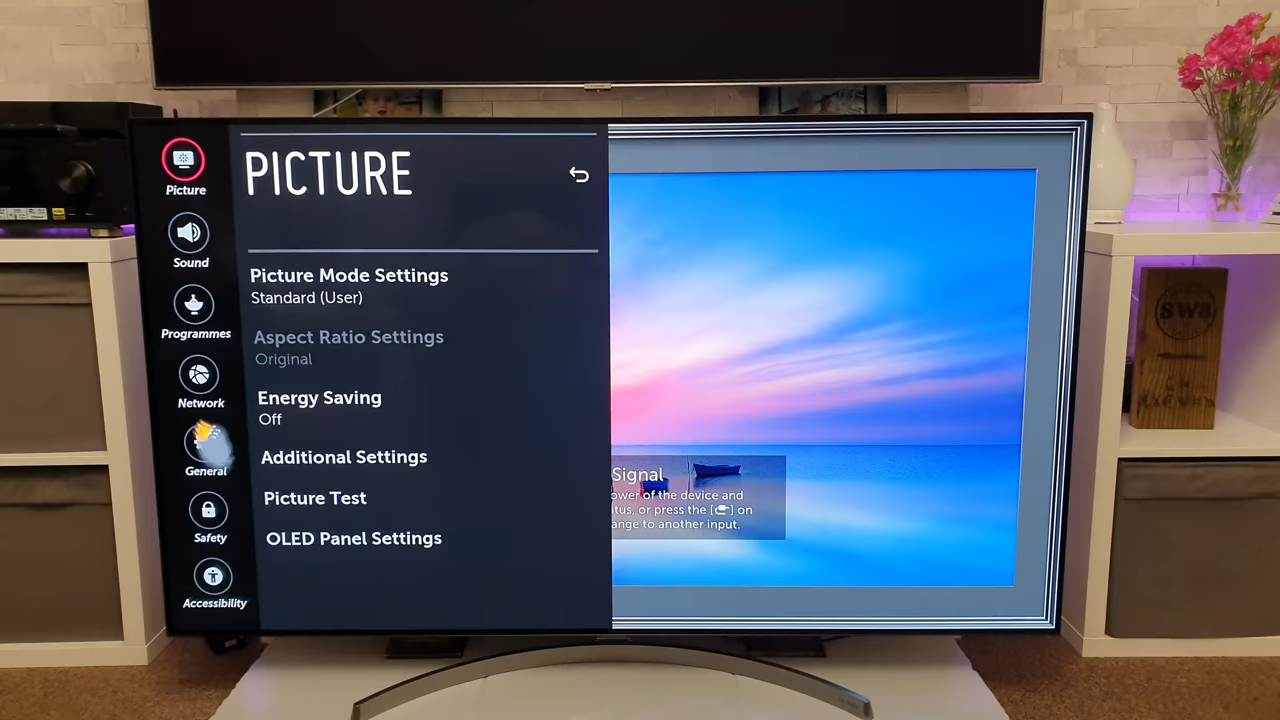 Picture
Sound
Programmes
Network
General
Safety
Accessibility
PICTURE
Picture Mode Settings
Standard (User)
Aspect Ratio Settings
Original
Energy Saving
Off
Additional Settings
Picture Test
OLED Panel Settings
Signal
ower of the device and
tus, or press the [ ] on
ange to another input.
SW8